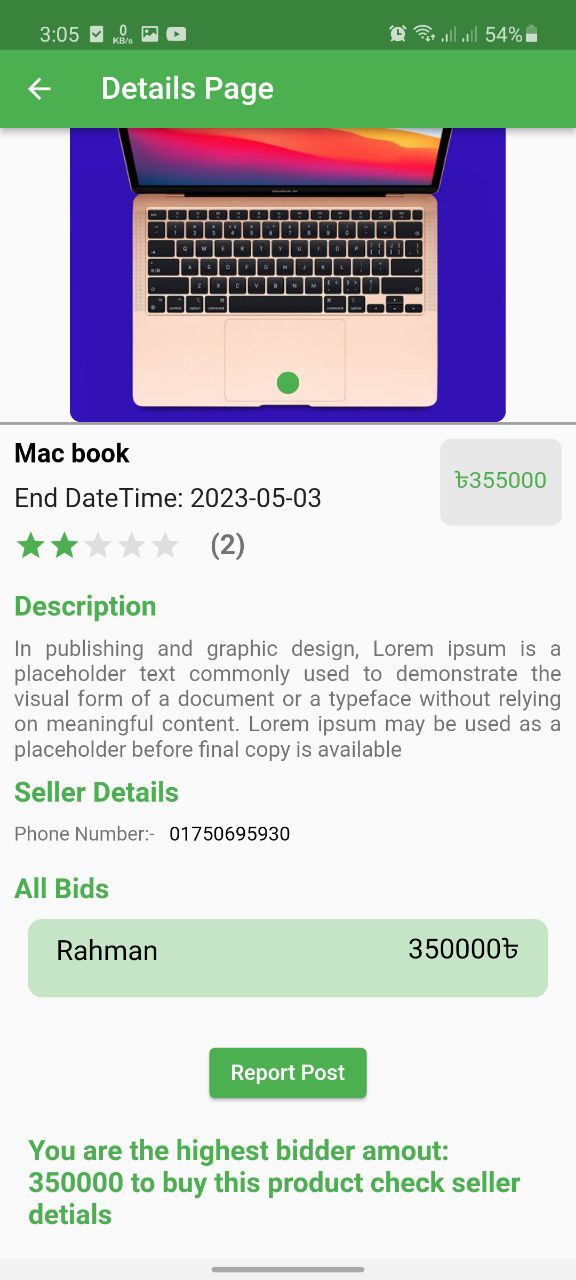 3:05 0 KB/s 54%
Details Page
Mac book
৳355000
End DateTime: 2023-05-03
(2)
Description
In publishing and graphic design, Lorem ipsum is a
placeholder text commonly used to demonstrate the
visual form of a document or a typeface without relying
on meaningful content. Lorem ipsum may be used as a
placeholder before final copy is available
Seller Details
Phone Number:- 01750695930
All Bids
Rahman 350000৳
Report Post
You are the highest bidder amout:
350000 to buy this product check seller
detials